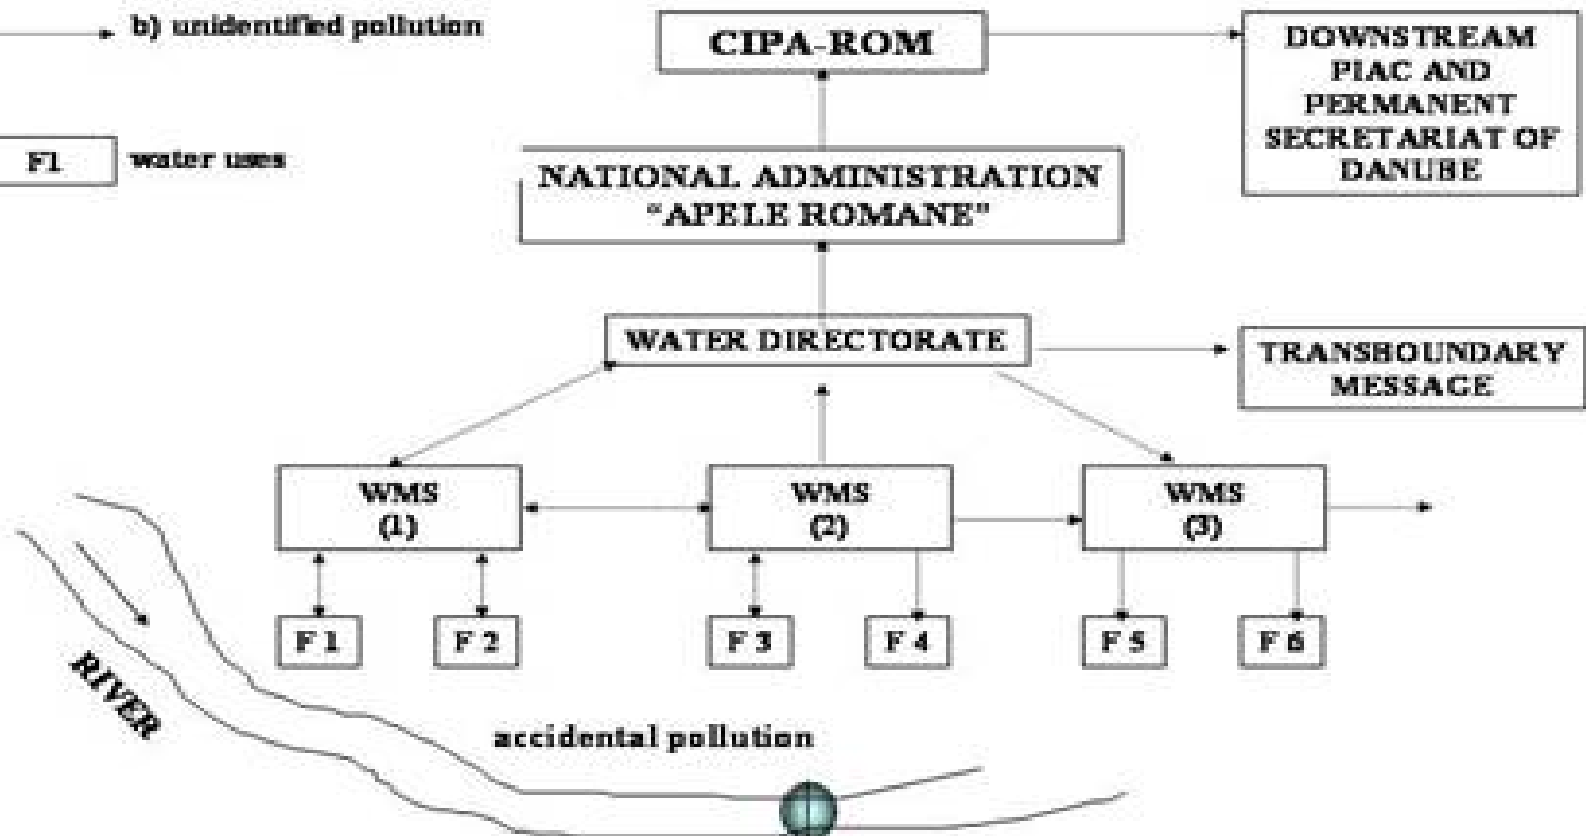 b) unidentified pollution
CIPA-ROM
DOWNSTREAM
PIAC AND
PERMANENT
SECRETARIAT OF
DANUBE
F1
water uses
NATIONAL ADMINISTRATION
"APELE ROMANE"
WATER DIRECTORATE
TRANSBOUNDARY
MESSAGE
WMS
(1)
WMS
(2)
WMS
(3)
F 1
F 2
F 3
F 4
F 5
F 6
RIVER
accidental pollution